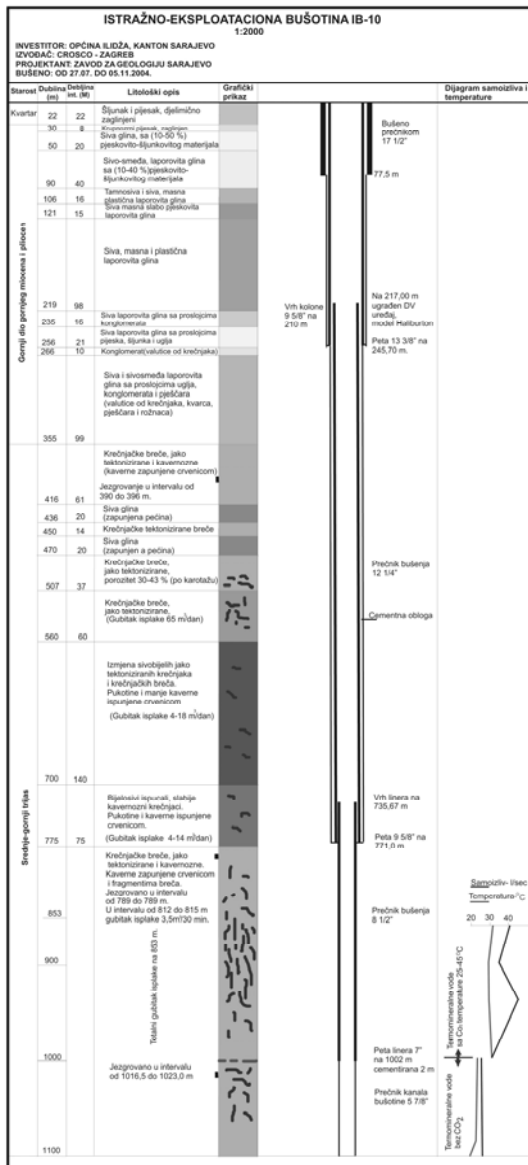 ISTRAŽNO-EKSPLOATACIONA BUŠOTINA IB-10
1:2000
INVESTITOR: OPĆINA ILIDŽA, KANTON SARAJEVO
IZVOĐAČ: CROSCO - ZAGREB
PROJEKTANT: ZAVOD ZA GEOLOGIJU SARAJEVO
BUŠENO: OD 27.07. DO 05.11.2004.
Starost
Dubiina (m)
Debljina int. (M)
Litološki opis
Grafički prikaz
Dijagram samoizliva i temperature
Kvartar
22 22 Šljunak i pijesak, djelimično
zaglinjeni
30 8 Krupnozrni pijesak, zaglinjen
Siva glina, sa (10-50 %)
50 20 pjeskovito-šljunkovitog materijala
Sivo-smeđa, laporovita glina
sa (10-40 %)pjeskovito-
šljunkovitog materijala
90 40
Tamnosiva i siva, masna
106 16 plastična laporovita glina
Siva masna slabo pjeskovita
121 15 laporovita glina
Siva, masna i plastična
laporovita glina
219 98
Siva laporovita glina sa proslojcima
235 16 konglomerata
Siva laporovita glina sa proslojcima
pijeska, šljunka i uglja
256 21
266 10 Konglomerat(valutice od krečnjaka)
Siva i sivosmeđa laporovita
glina sa proslojcima uglja,
konglomerata i pješčara
(valutice od krečnjaka, kvarca,
pješčara i rožnaca)
355 99
Gornji dio gornjeg miocena i pliocen
Krečnjačke breče, jako
tektonizirane i kavernozne
(kaverne zapunjene crvenicom)
Jezgrovanje u intervalu od
390 do 396 m.
416 61
Siva glina
436 20 (zapunjena pećina)
450 14 Krečnjačke tektonizirane breče
Siva glina
470 20 (zapunjen a pećina)
Krečnjačke breče,
jako tektonizirane,
porozitet 30-43 % (po karotažu)
507 37
Krečnjačke breče,
jako tektonizirane,
(Gubitak isplake 65 m³/dan)
560 60
Izmjena sivobijelih jako
tektoniziranih krečnjaka
i krečnjačkih breča.
Pukotine i manje kaverne
ispunjene crvenicom
(Gubitak isplake 4-18 m³/dan)
700 140
Bijelosivi ispucali, slabije
kavernozni krečnjaci.
Pukotine i kaverne ispunjene
crvenicom.
775 75 (Gubitak isplake 4-14 m³/dan)
Krečnjačke breče, jako
tektonizirane i kavernozne.
Kaverne zapunjene crvenicom
i fragmentima breča.
Jezgrovano u intervalu
od 789 do 789 m.
U intervalu od 812 do 815 m
gubitak isplake 3,5m³/30 min.
853
900
Totalni gubitak isplake na 853 m.
1000
Jezgrovano u intervalu
od 1016,5 do 1023,0 m
1100
Srednje-gornji trijas
Bušeno
prečnikom
17 1/2"
77,5 m
Vrh kolone
9 5/8" na
210 m
Na 217,00 m
ugrađen DV
uređaj,
model Haliburton
Peta 13 3/8" na
245,70 m.
Prečnik bušenja
12 1/4"
Cementna obloga
Vrh linera na
735,67 m
Peta 9 5/8" na
771,0 m
Prečnik bušenja
8 1/2"
Peta linera 7"
na 1002 m
cementirana 2 m
Prečnik kanala
bušotine 5 7/8"
Samoizliv- l/sec
Temperatura-°C
20 30 40
Termomineralne vode
sa Co₂ temperature 25-45°C
Termomineralne vode
bez CO₂